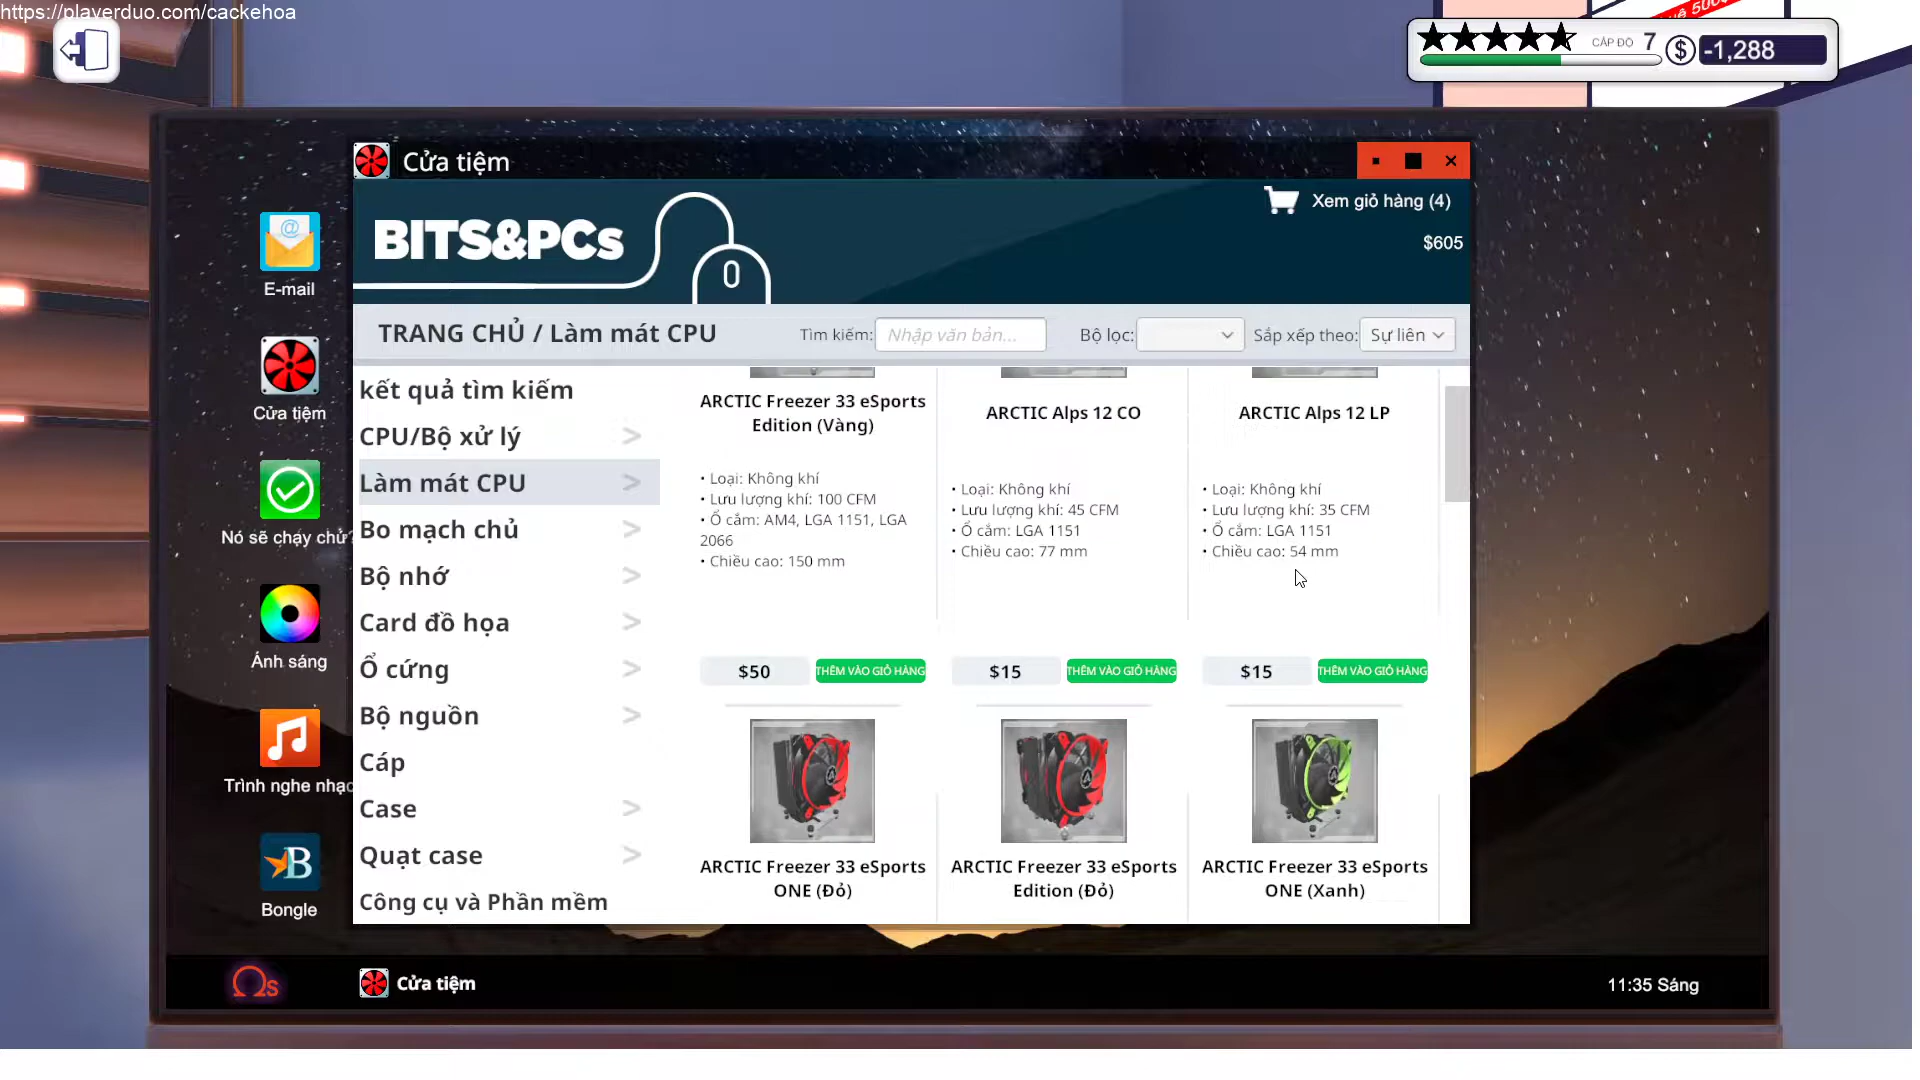 https://playerduo.com/cackehoa
CẤP ĐỘ 7
$ -1,288
Cửa tiệm
Xem giỏ hàng (4)
$605
BITS&PCs
TRANG CHỦ / Làm mát CPU
Tìm kiếm: Nhập văn bản...
Bộ lọc:
Sắp xếp theo: Sự liên
E-mail
Cửa tiệm
Nó sẽ chạy chử?
Ánh sáng
Trình nghe nhạc
Bongle
kết quả tìm kiếm
CPU/Bộ xử lý >
Làm mát CPU >
Bo mạch chủ >
Bộ nhớ >
Card đồ họa >
Ổ cứng >
Bộ nguồn >
Cáp
Case >
Quạt case >
Công cụ và Phần mềm
ARCTIC Freezer 33 eSports
Edition (Vàng)
• Loại: Không khí
• Lưu lượng khí: 100 CFM
• Ổ cắm: AM4, LGA 1151, LGA
2066
• Chiều cao: 150 mm
$50 THÊM VÀO GIỎ HÀNG
ARCTIC Alps 12 CO
• Loại: Không khí
• Lưu lượng khí: 45 CFM
• Ổ cắm: LGA 1151
• Chiều cao: 77 mm
$15 THÊM VÀO GIỎ HÀNG
ARCTIC Alps 12 LP
• Loại: Không khí
• Lưu lượng khí: 35 CFM
• Ổ cắm: LGA 1151
• Chiều cao: 54 mm
$15 THÊM VÀO GIỎ HÀNG
ARCTIC Freezer 33 eSports
ONE (Đỏ)
ARCTIC Freezer 33 eSports
Edition (Đỏ)
ARCTIC Freezer 33 eSports
ONE (Xanh)
Ωs
Cửa tiệm
11:35 Sáng